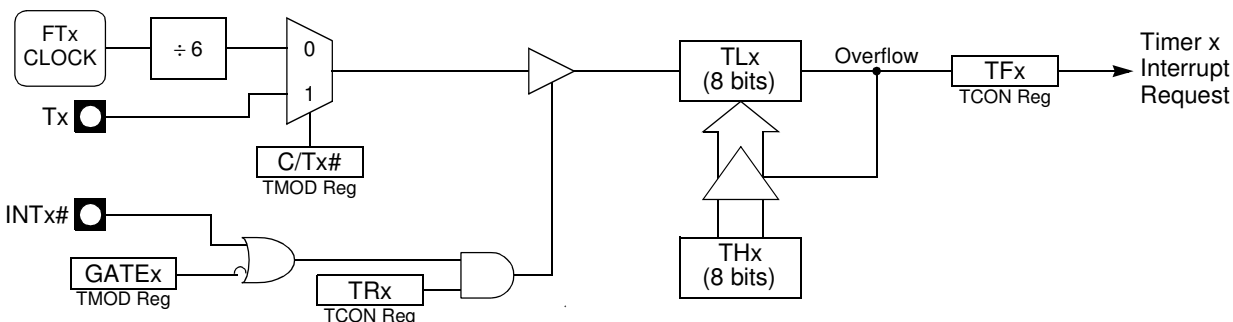 FTx
CLOCK
÷ 6
0
1
Tx
C/Tx#
TMOD Reg
INTx#
GATEx
TMOD Reg
TRx
TCON Reg
TLx
(8 bits)
Overflow
TFx
TCON Reg
Timer x
Interrupt
Request
THx
(8 bits)